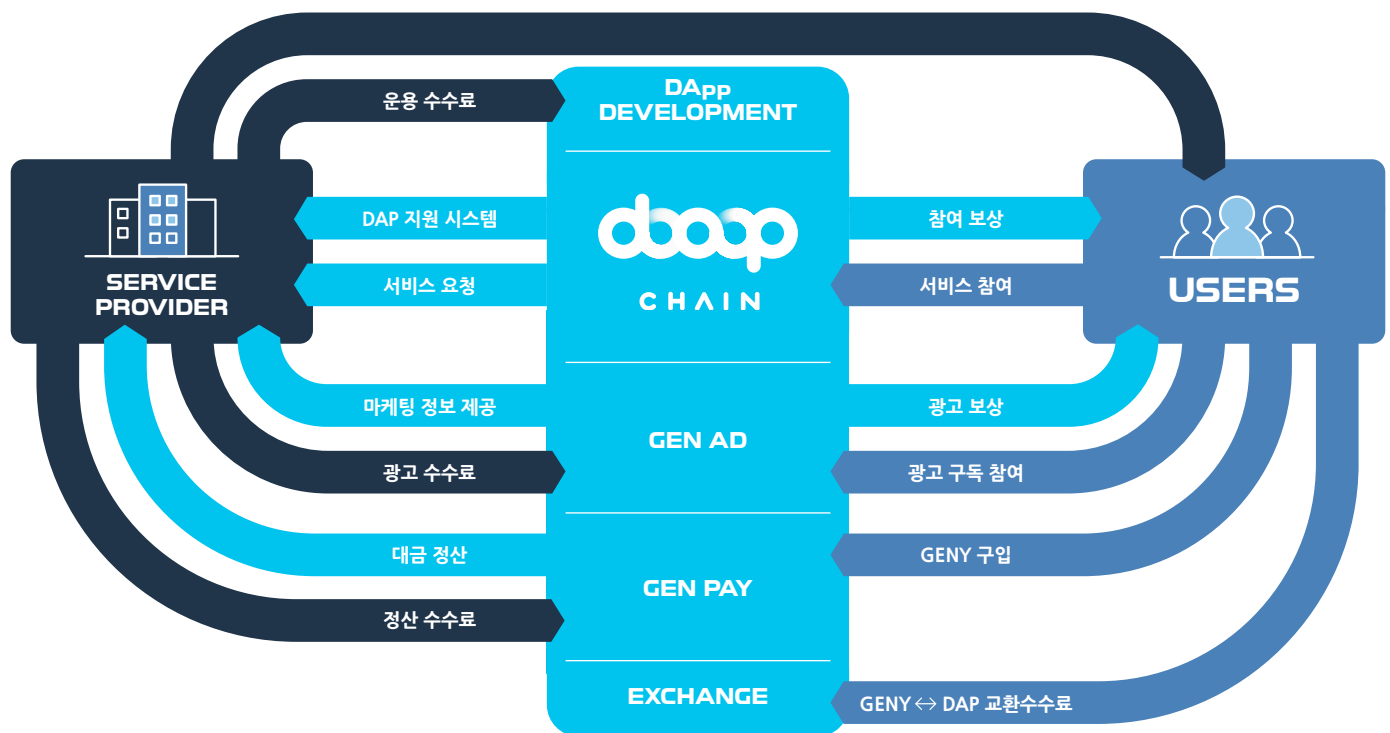 DApp
DEVELOPMENT
운용 수수료
DAP 지원 시스템
참여 보상
dbaap
SERVICE
PROVIDER
서비스 요청
CHAIN
서비스 참여
USERS
마케팅 정보 제공
광고 보상
GEN AD
광고 수수료
광고 구독 참여
대금 정산
GENY 구입
GEN PAY
정산 수수료
EXCHANGE
GENY ↔ DAP 교환수수료